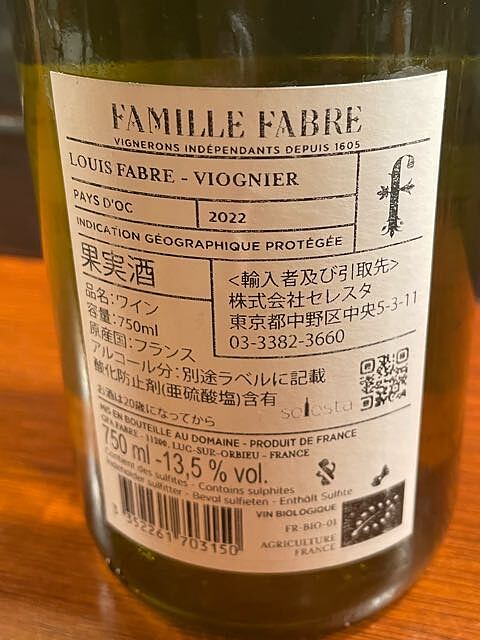 FAMILLE FABRE
VIGNERONS INDÉPENDANTS DEPUIS 1605
LOUIS FABRE - VIOGNIER
PAYS D'OC
2022
INDICATION GÉOGRAPHIQUE PROTÉGÉE
果実酒
品名:ワイン
容量:750ml
原産国:フランス
アルコール分:別途ラベルに記載
酸化防止剤(亜硫酸塩)含有
<輸入者及び引取先>
株式会社セレスタ
東京都中野区中央5-3-11
03-3382-3660
selesta
お酒は20歳になってから
MIS EN BOUTEILLE AU DOMAINE - PRODUIT DE FRANCE
GFA FABRE - 11200, LUC-SUR-ORBIEU - FRANCE
750 ml -13,5 % vol.
Contient des sulfites - Contains sulphites
Indeholder sulfitter - Bevat sulfieten - Enthält Sulfite
VIN BIOLOGIQUE
FR-BIO-01
AGRICULTURE
FRANCE
3 352261 703150